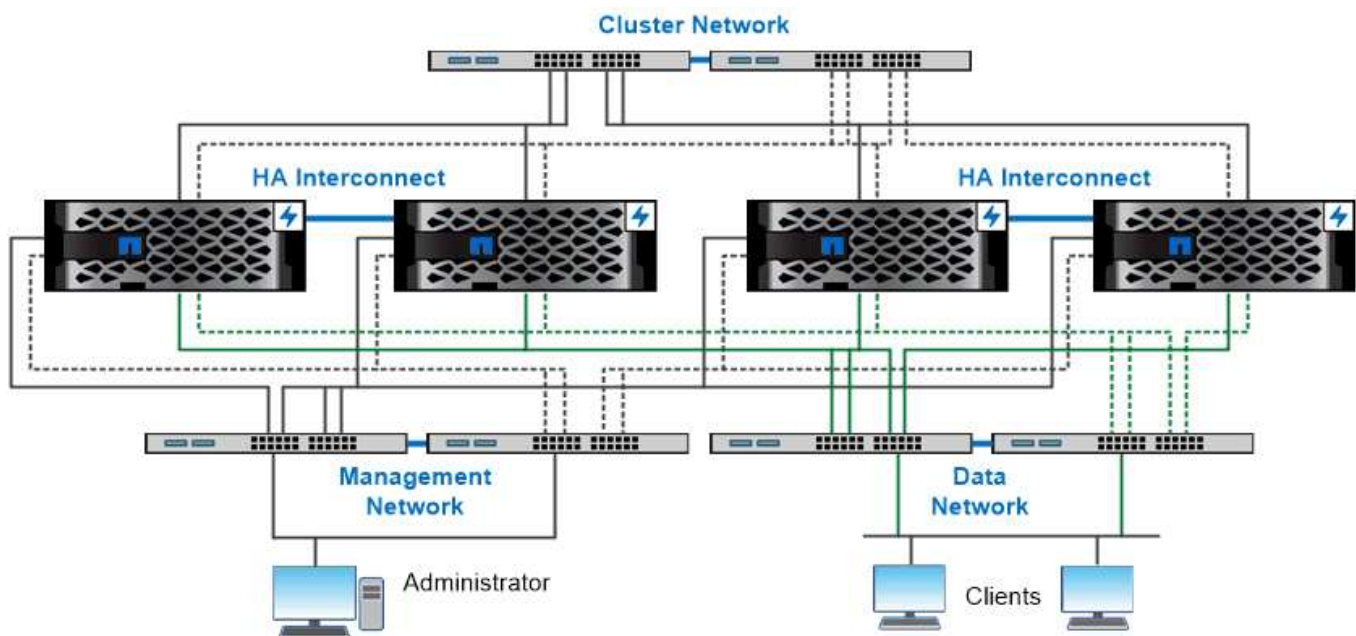 Cluster Network
HA Interconnect
HA Interconnect
Management
Network
Data
Network
Administrator
Clients